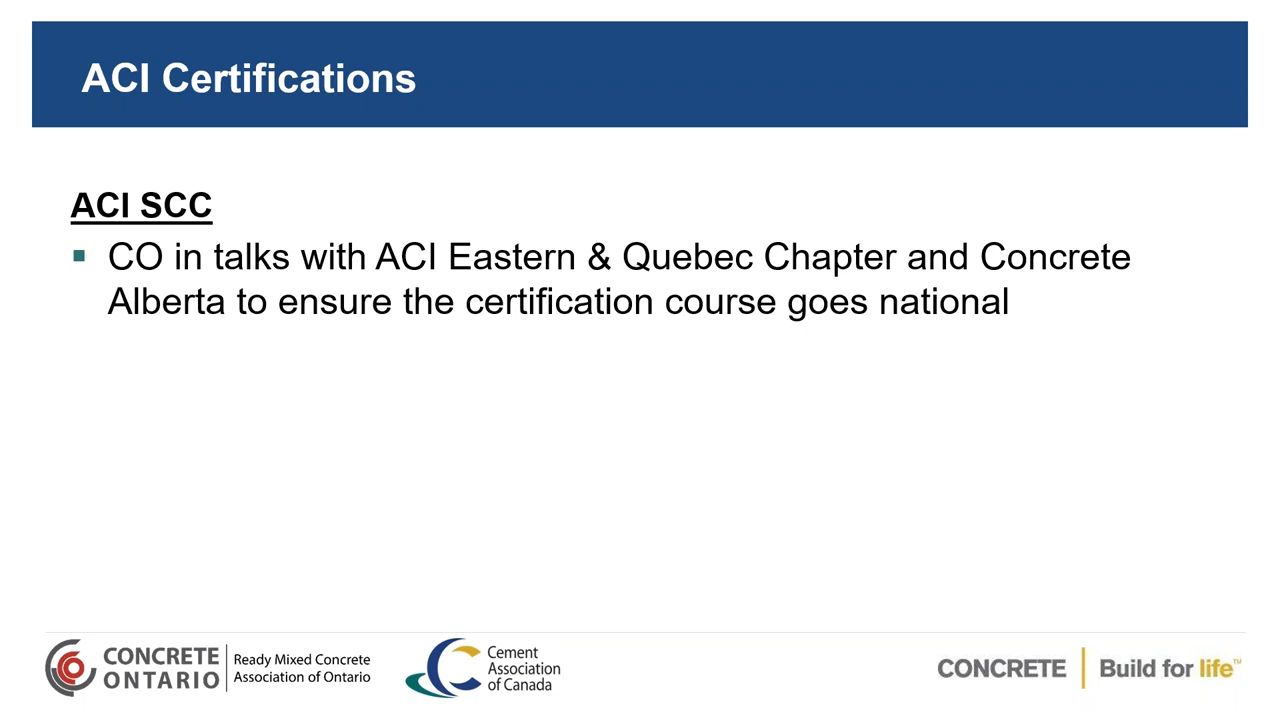 ACI Certifications
ACI SCC
CO in talks with ACI Eastern & Quebec Chapter and Concrete
Alberta to ensure the certification course goes national
CONCRETE
ONTARIO
Ready Mixed Concrete
Association of Ontario
Cement
Association
of Canada
CONCRETE | Build for life™